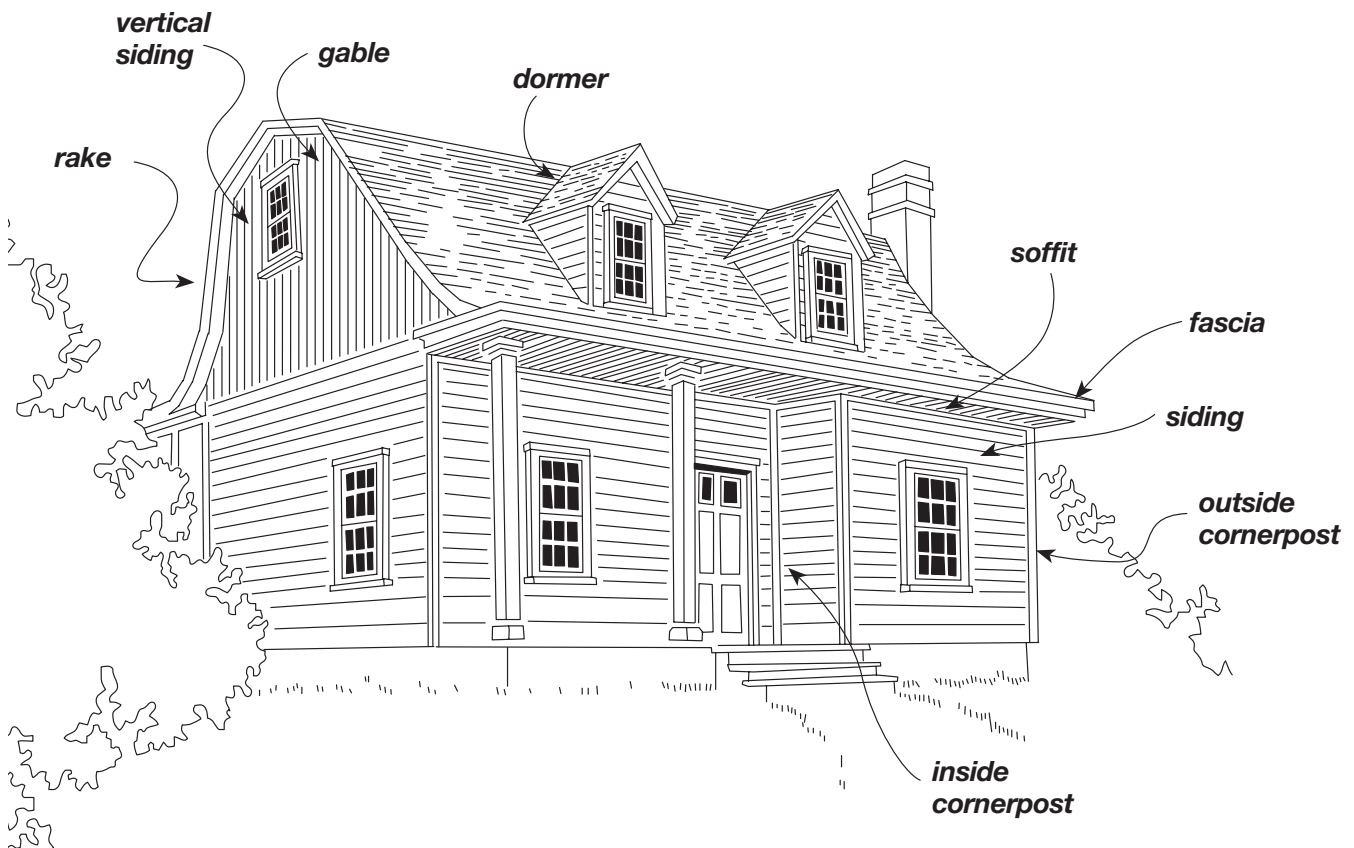 vertical
siding
gable
dormer
rake
soffit
fascia
siding
outside
cornerpost
inside
cornerpost